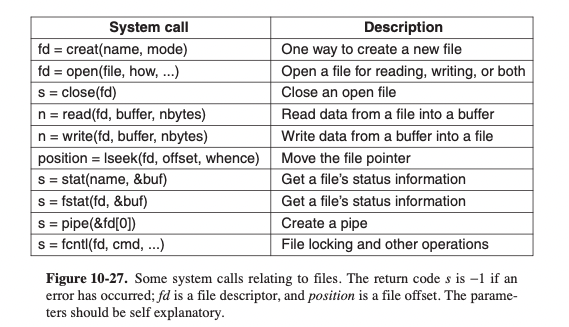 System call Description
fd = creat(name, mode) One way to create a new file
fd = open(file, how, ...) Open a file for reading, writing, or both
s = close(fd) Close an open file
n = read(fd, buffer, nbytes) Read data from a file into a buffer
n = write(fd, buffer, nbytes) Write data from a buffer into a file
position = lseek(fd, offset, whence) Move the file pointer
s = stat(name, &buf) Get a file's status information
s = fstat(fd, &buf) Get a file's status information
s = pipe(&fd[0]) Create a pipe
s = fcntl(fd, cmd, ...) File locking and other operations
Figure 10-27. Some system calls relating to files. The return code s is −1 if an
error has occurred; fd is a file descriptor, and position is a file offset. The parame-
ters should be self explanatory.